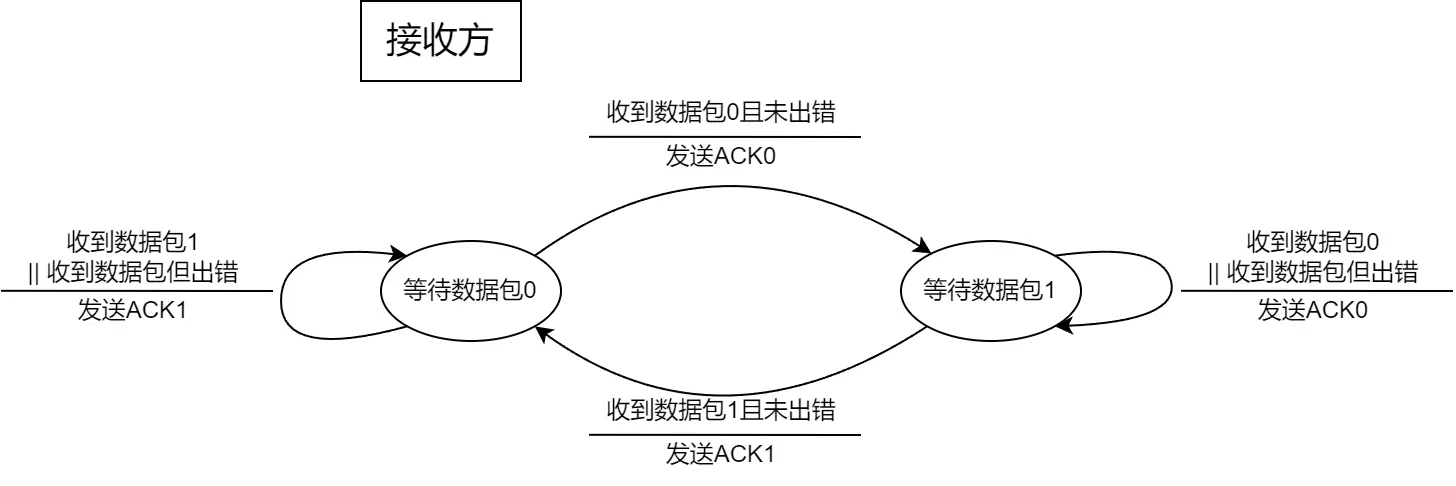 接收方
收到数据包0且未出错
发送ACK0
收到数据包1
|| 收到数据包但出错
发送ACK1
等待数据包0
等待数据包1
收到数据包0
|| 收到数据包但出错
发送ACK0
收到数据包1且未出错
发送ACK1